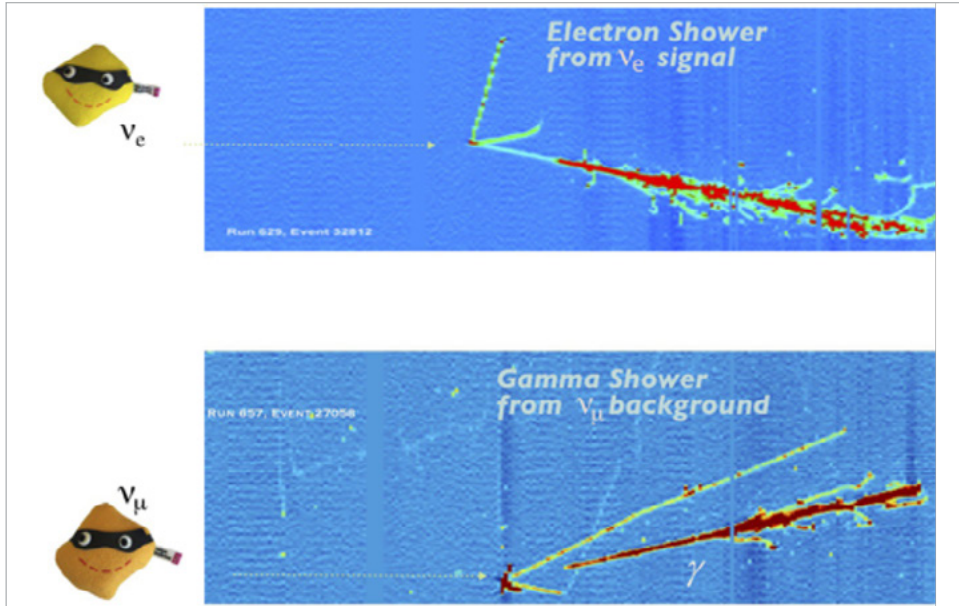 Electron Shower
from νe signal
νe
Run 629, Event 32812
Gamma Shower
from νμ background
Run 657, Event 27056
νμ
γ